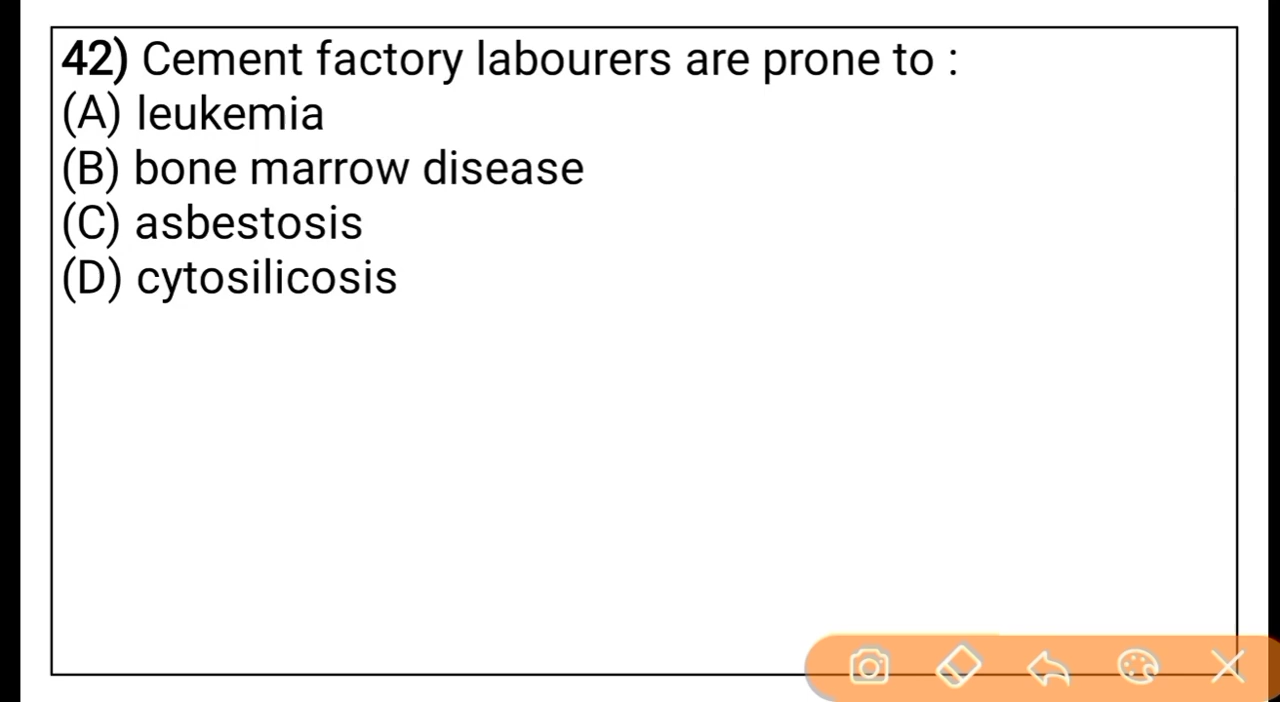 42) Cement factory labourers are prone to :
(A) leukemia
(B) bone marrow disease
(C) asbestosis
(D) cytosilicosis